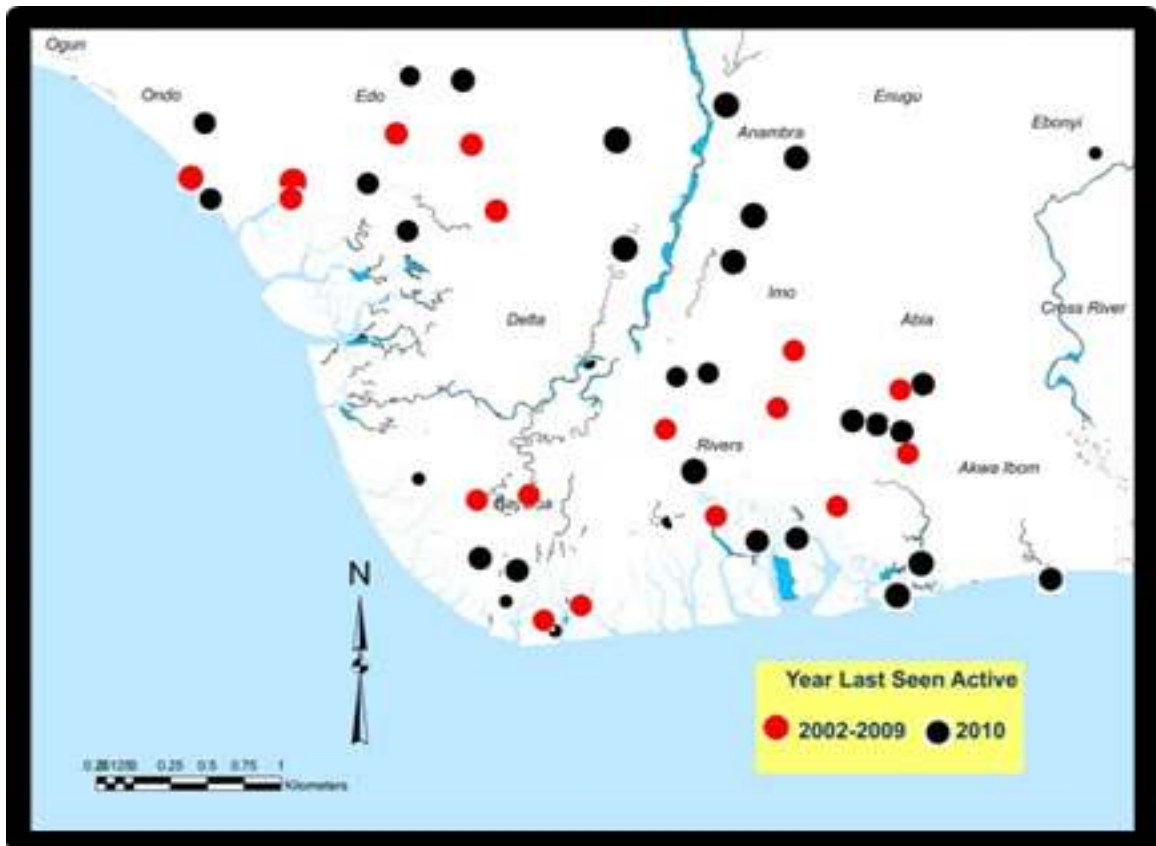 Ogun
Ondo
Edo
Enugu
Anambra
Ebonyi
Imo
Delta
Abia
Cross River
Rivers
Akwa Ibom
N
Year Last Seen Active
2002-2009
2010
0.25 0.5 0.75 1
Kilometers